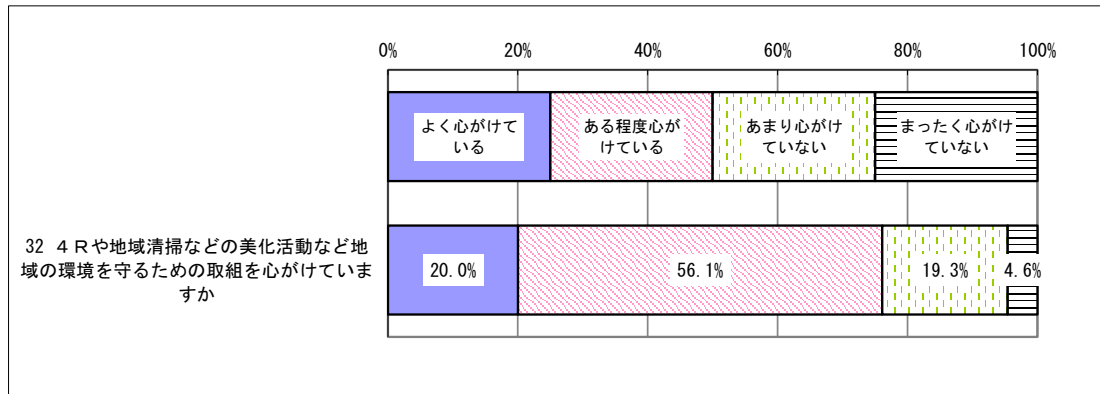 0% 20% 40% 60% 80% 100%
よく心がけて
いる
ある程度心が
けている
あまり心がけ
ていない
まったく心がけ
ていない
32 4Rや地域清掃などの美化活動など地
域の環境を守るための取組を心がけていま
すか
20.0% 56.1% 19.3% 4.6%